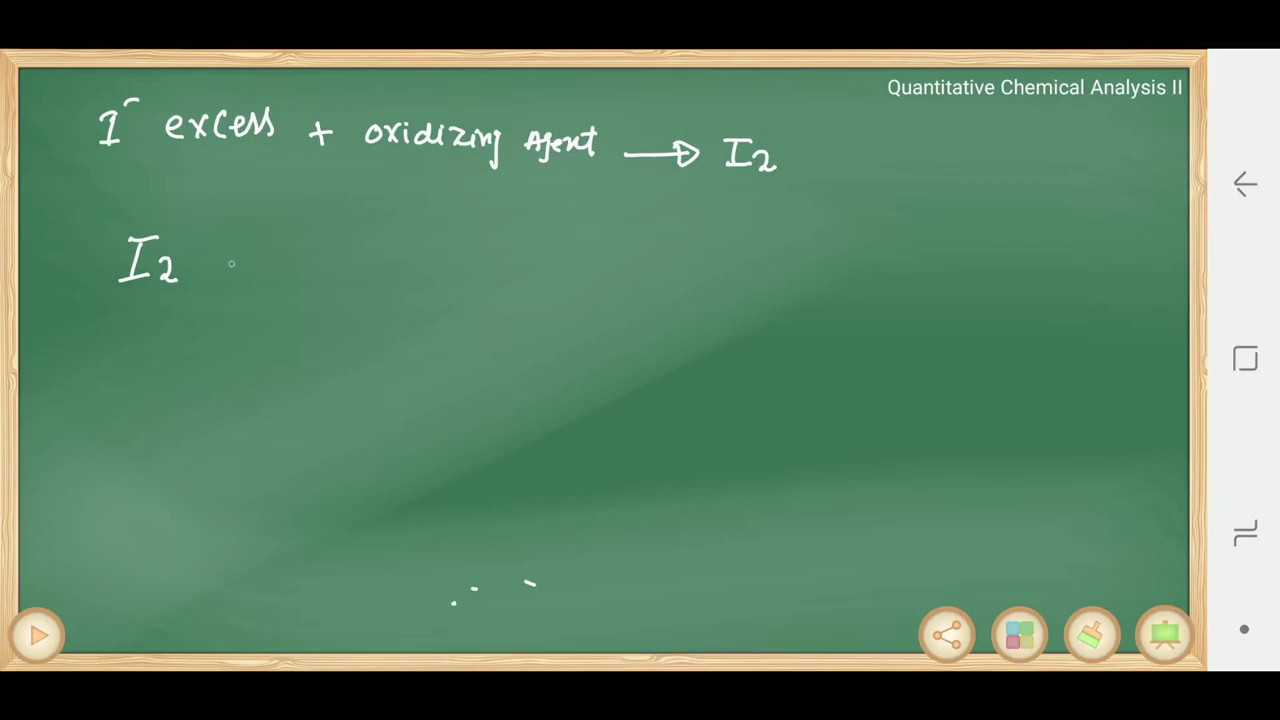 Quantitative Chemical Analysis II
I⁻ excess + oxidizing Agent → I₂
I₂